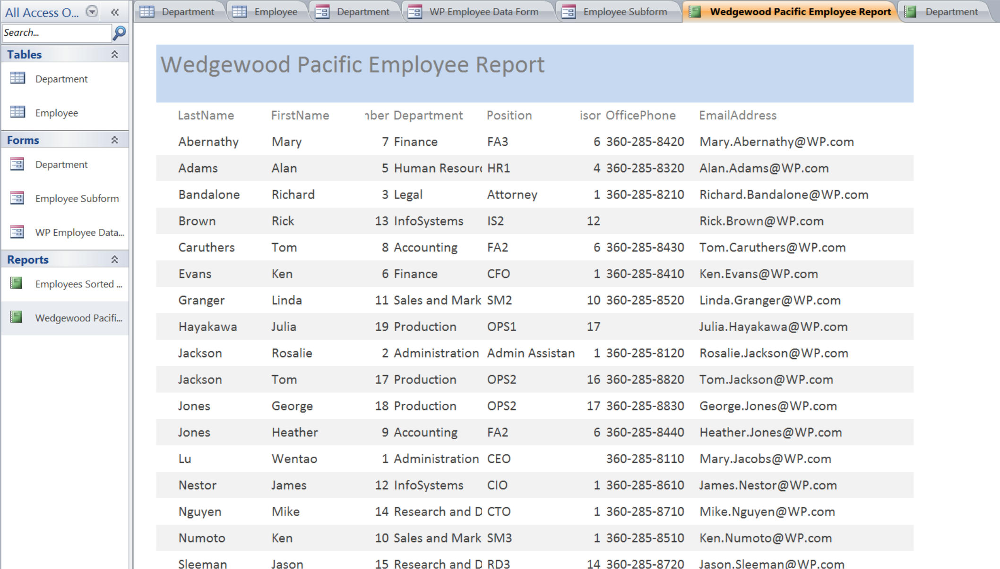 All Access O...
Search...
Tables
Department
Employee
Forms
Department
Employee Subform
WP Employee Data...
Reports
Employees Sorted ...
Wedgewood Pacifi...
Department Employee Department WP Employee Data Form Employee Subform Wedgewood Pacific Employee Report Department
Wedgewood Pacific Employee Report
LastName FirstName nber Department Position isor OfficePhone EmailAddress
Abernathy Mary 7 Finance FA3 6 360-285-8420 Mary.Abernathy@WP.com
Adams Alan 5 Human Resourc HR1 4 360-285-8320 Alan.Adams@WP.com
Bandalone Richard 3 Legal Attorney 1 360-285-8210 Richard.Bandalone@WP.com
Brown Rick 13 InfoSystems IS2 12 Rick.Brown@WP.com
Caruthers Tom 8 Accounting FA2 6 360-285-8430 Tom.Caruthers@WP.com
Evans Ken 6 Finance CFO 1 360-285-8410 Ken.Evans@WP.com
Granger Linda 11 Sales and Mark SM2 10 360-285-8520 Linda.Granger@WP.com
Hayakawa Julia 19 Production OPS1 17 Julia.Hayakawa@WP.com
Jackson Rosalie 2 Administration Admin Assistan 1 360-285-8120 Rosalie.Jackson@WP.com
Jackson Tom 17 Production OPS2 16 360-285-8820 Tom.Jackson@WP.com
Jones George 18 Production OPS2 17 360-285-8830 George.Jones@WP.com
Jones Heather 9 Accounting FA2 6 360-285-8440 Heather.Jones@WP.com
Lu Wentao 1 Administration CEO 360-285-8110 Mary.Jacobs@WP.com
Nestor James 12 InfoSystems CIO 1 360-285-8610 James.Nestor@WP.com
Nguyen Mike 14 Research and D CTO 1 360-285-8710 Mike.Nguyen@WP.com
Numoto Ken 10 Sales and Mark SM3 1 360-285-8510 Ken.Numoto@WP.com
Sleeman Jason 15 Research and D RD3 14 360-285-8720 Jason.Sleeman@WP.com